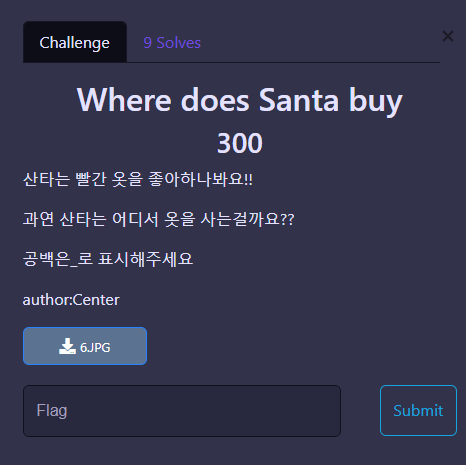 Challenge
9 Solves
×
Where does Santa buy
300
산타는 빨간 옷을 좋아하나봐요!!
과연 산타는 어디서 옷을 사는걸까요??
공백은_로 표시해주세요
author:Center
6.JPG
Flag
Submit